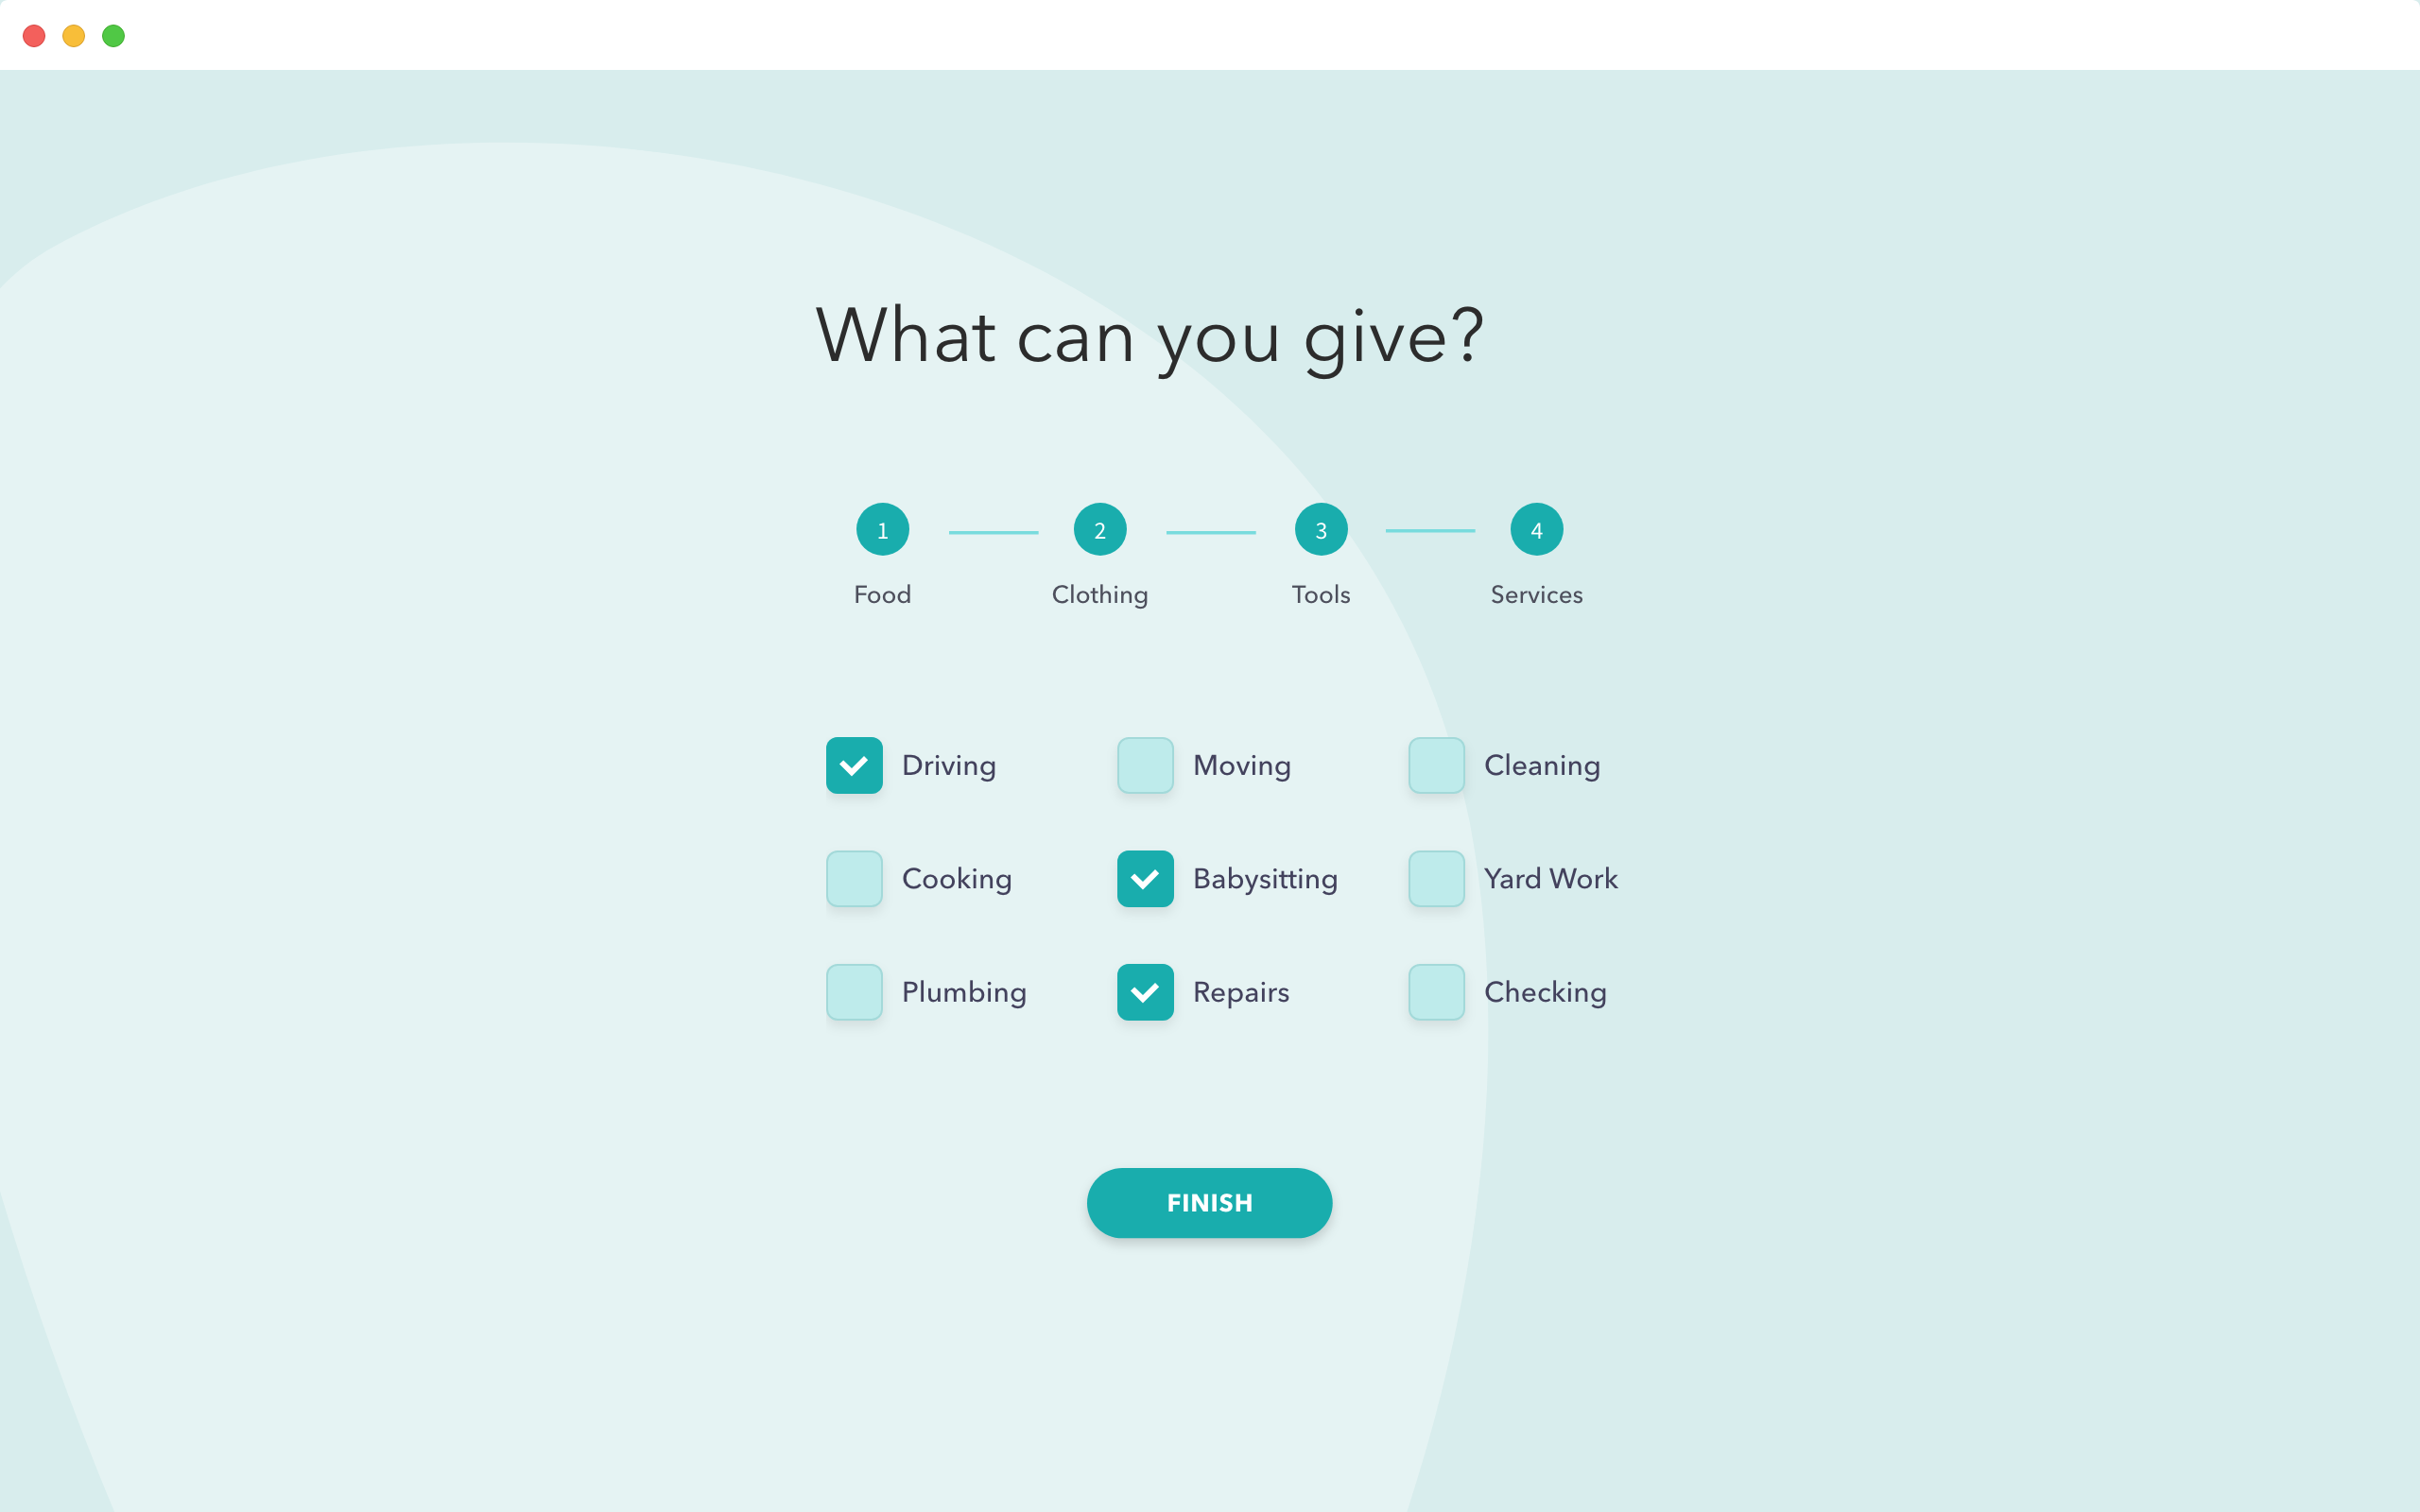 What can you give?
1 2 3 4
Food Clothing Tools Services
Driving Moving Cleaning
Cooking Babysitting Yard Work
Plumbing Repairs Checking
FINISH